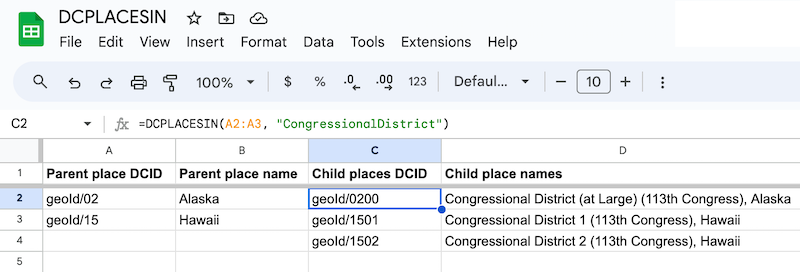 DCPLACESIN
File Edit View Insert Format Data Tools Extensions Help
100% $ % .0 .00 123 Defaul... − 10 +
C2 fx =DCPLACESIN(A2:A3, "CongressionalDistrict")
A B C D
1 Parent place DCID Parent place name Child places DCID Child place names
2 geoId/02 Alaska geoId/0200 Congressional District (at Large) (113th Congress), Alaska
3 geoId/15 Hawaii geoId/1501 Congressional District 1 (113th Congress), Hawaii
4 geoId/1502 Congressional District 2 (113th Congress), Hawaii
5